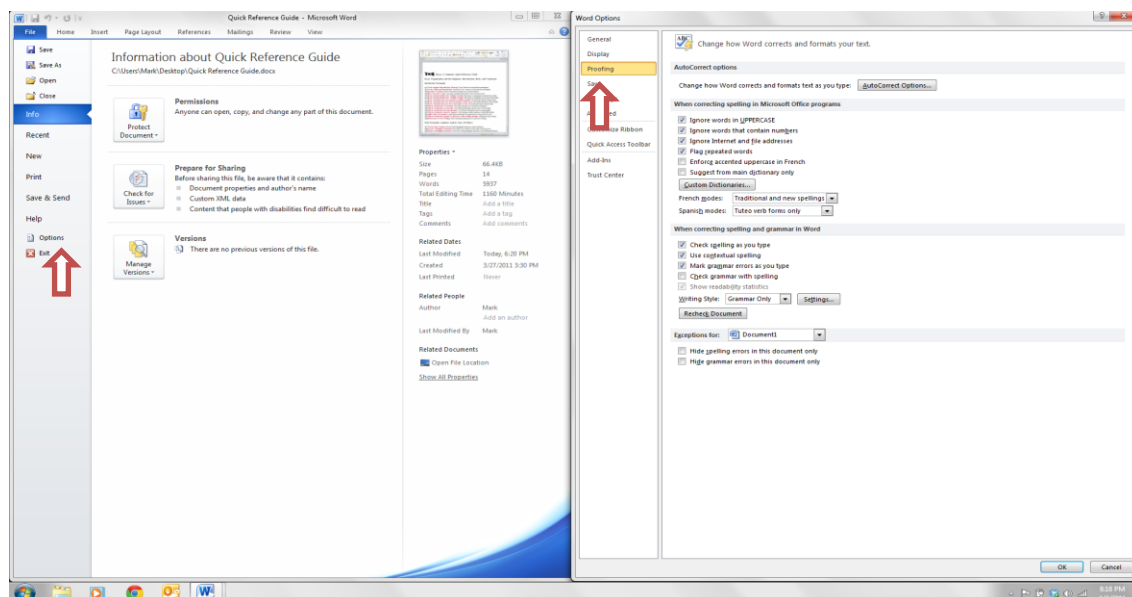 Quick Reference Guide - Microsoft Word
File Home Insert Page Layout References Mailings Review View
Save
Save As
Open
Close
Info
Recent
New
Print
Save & Send
Help
Options
Exit
Information about Quick Reference Guide
C:\Users\Mark\Desktop\Quick Reference Guide.docx
Protect
Document
Permissions
Anyone can open, copy, and change any part of this document.
Check for
Issues
Prepare for Sharing
Before sharing this file, be aware that it contains:
Document properties and author's name
Custom XML data
Content that people with disabilities find difficult to read
Manage
Versions
Versions
There are no previous versions of this file.
Properties
Size 66.4KB
Pages 14
Words 5937
Total Editing Time 1160 Minutes
Title Add a title
Tags Add a tag
Comments Add comments
Related Dates
Last Modified Today, 6:20 PM
Created 3/27/2011 3:30 PM
Last Printed Never
Related People
Author Mark
Add an author
Last Modified By Mark
Related Documents
Open File Location
Show All Properties
Word Options
General
Display
Proofing
Ribbon
Quick Access Toolbar
Add-Ins
Trust Center
ABC
Change how Word corrects and formats your text.
AutoCorrect options
Change how Word corrects and formats text as you type: AutoCorrect Options...
When correcting spelling in Microsoft Office programs
Ignore words in UPPERCASE
Ignore words that contain numbers
Ignore Internet and file addresses
Flag repeated words
Enforce accented uppercase in French
Suggest from main dictionary only
Custom Dictionaries...
French modes: Traditional and new spellings
Spanish modes: Tuteo verb forms only
When correcting spelling and grammar in Word
Check spelling as you type
Use contextual spelling
Mark grammar errors as you type
Check grammar with spelling
Show readability statistics
Writing Style: Grammar Only Settings...
Recheck Document
Exceptions for: Document1
Hide spelling errors in this document only
Hide grammar errors in this document only
OK Cancel
6:18 PM